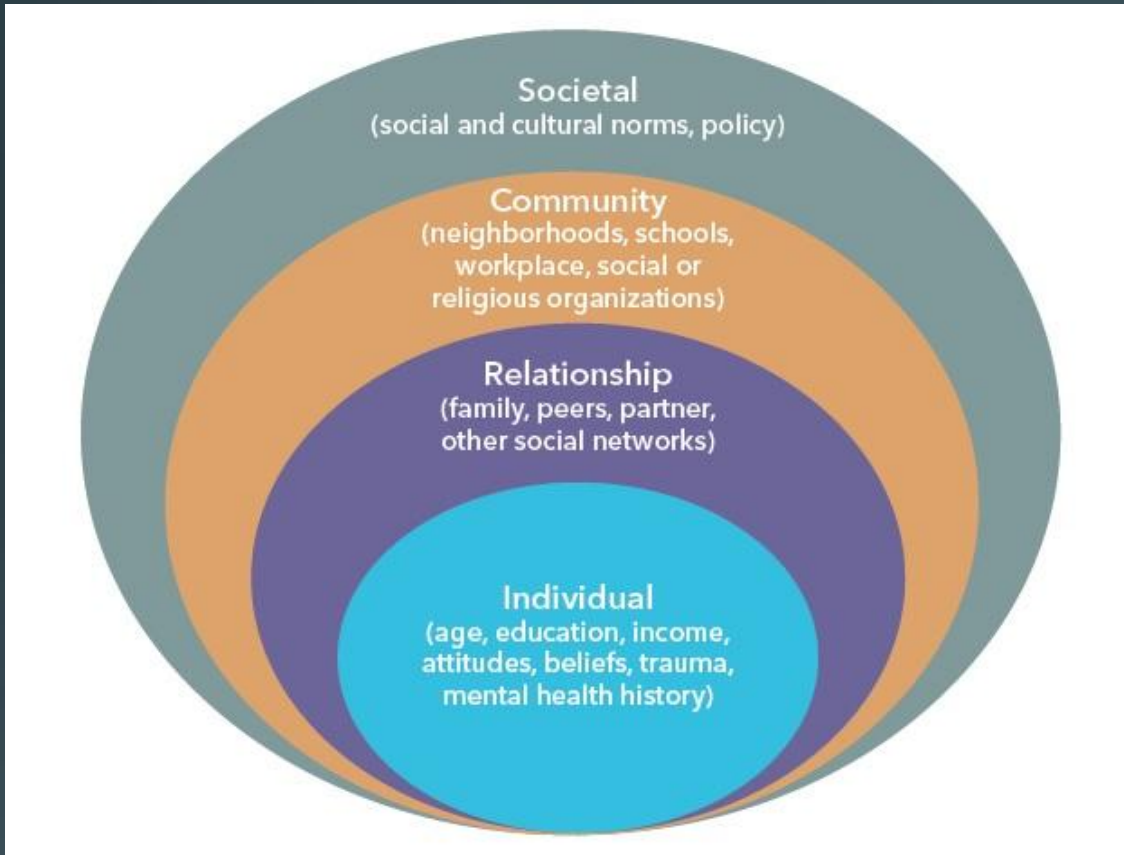 Societal
(social and cultural norms, policy)
Community
(neighborhoods, schools,
workplace, social or
religious organizations)
Relationship
(family, peers, partner,
other social networks)
Individual
(age, education, income,
attitudes, beliefs, trauma,
mental health history)